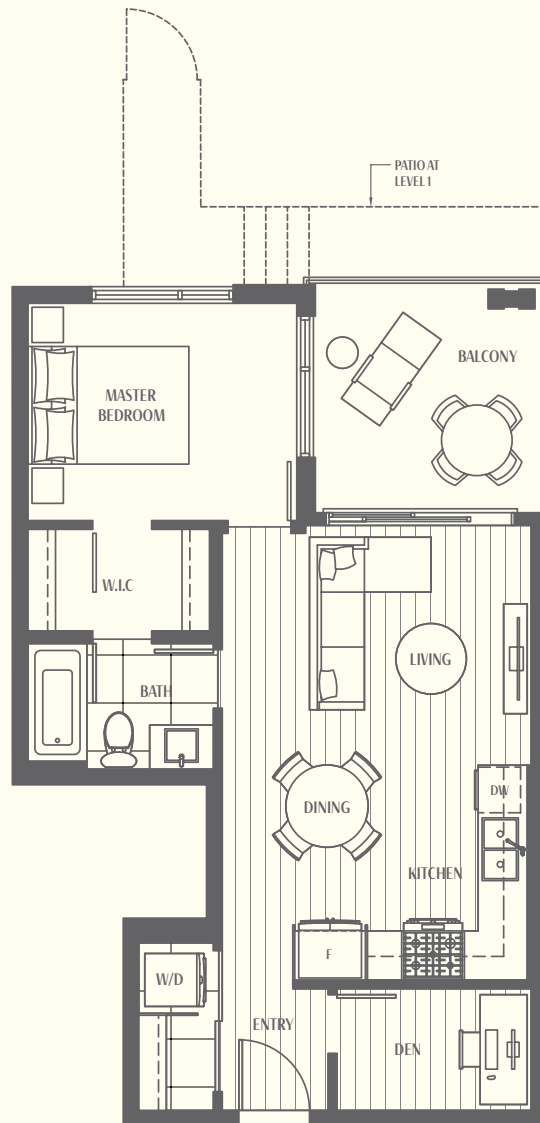 PATIO AT
LEVEL 1
BALCONY
MASTER
BEDROOM
W.I.C
LIVING
BATH
DW
DINING
KITCHEN
F
W/D
ENTRY
DEN